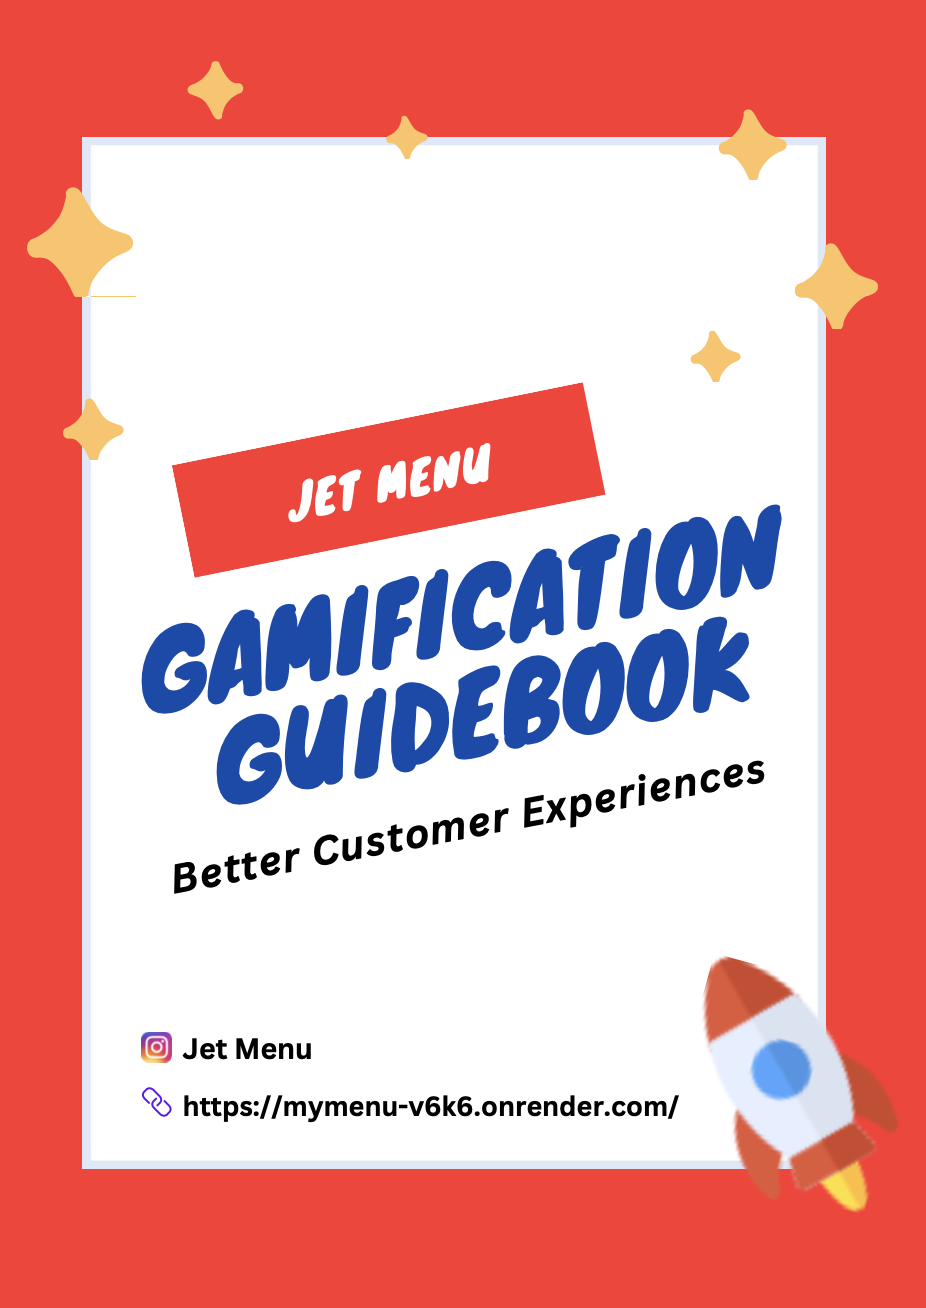 JET MENU
GAMIFICATION
GUIDEBOOK
Better Customer Experiences
Jet Menu
https://mymenu-v6k6.onrender.com/